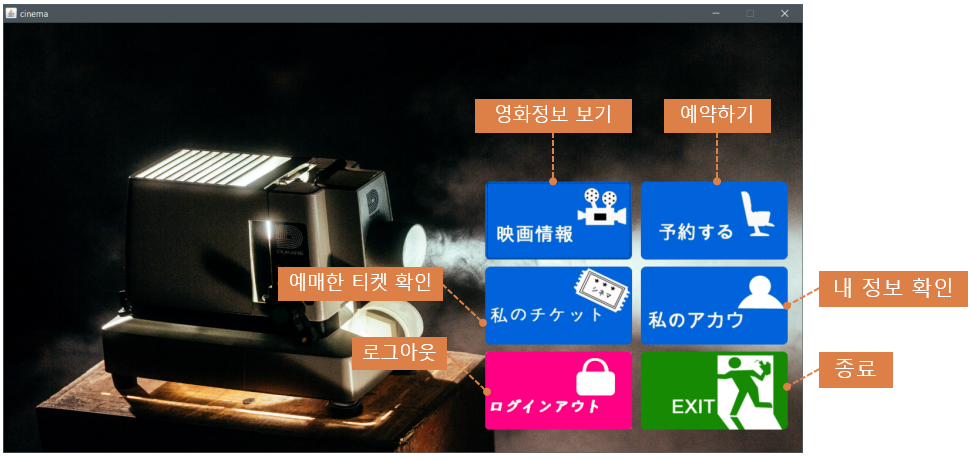 cinema
영화정보 보기
예약하기
映画情報
予約する
예매한 티켓 확인
내 정보 확인
シネマ
私のチケット
私のアカウ
로그아웃
종료
ログインアウト
EXIT